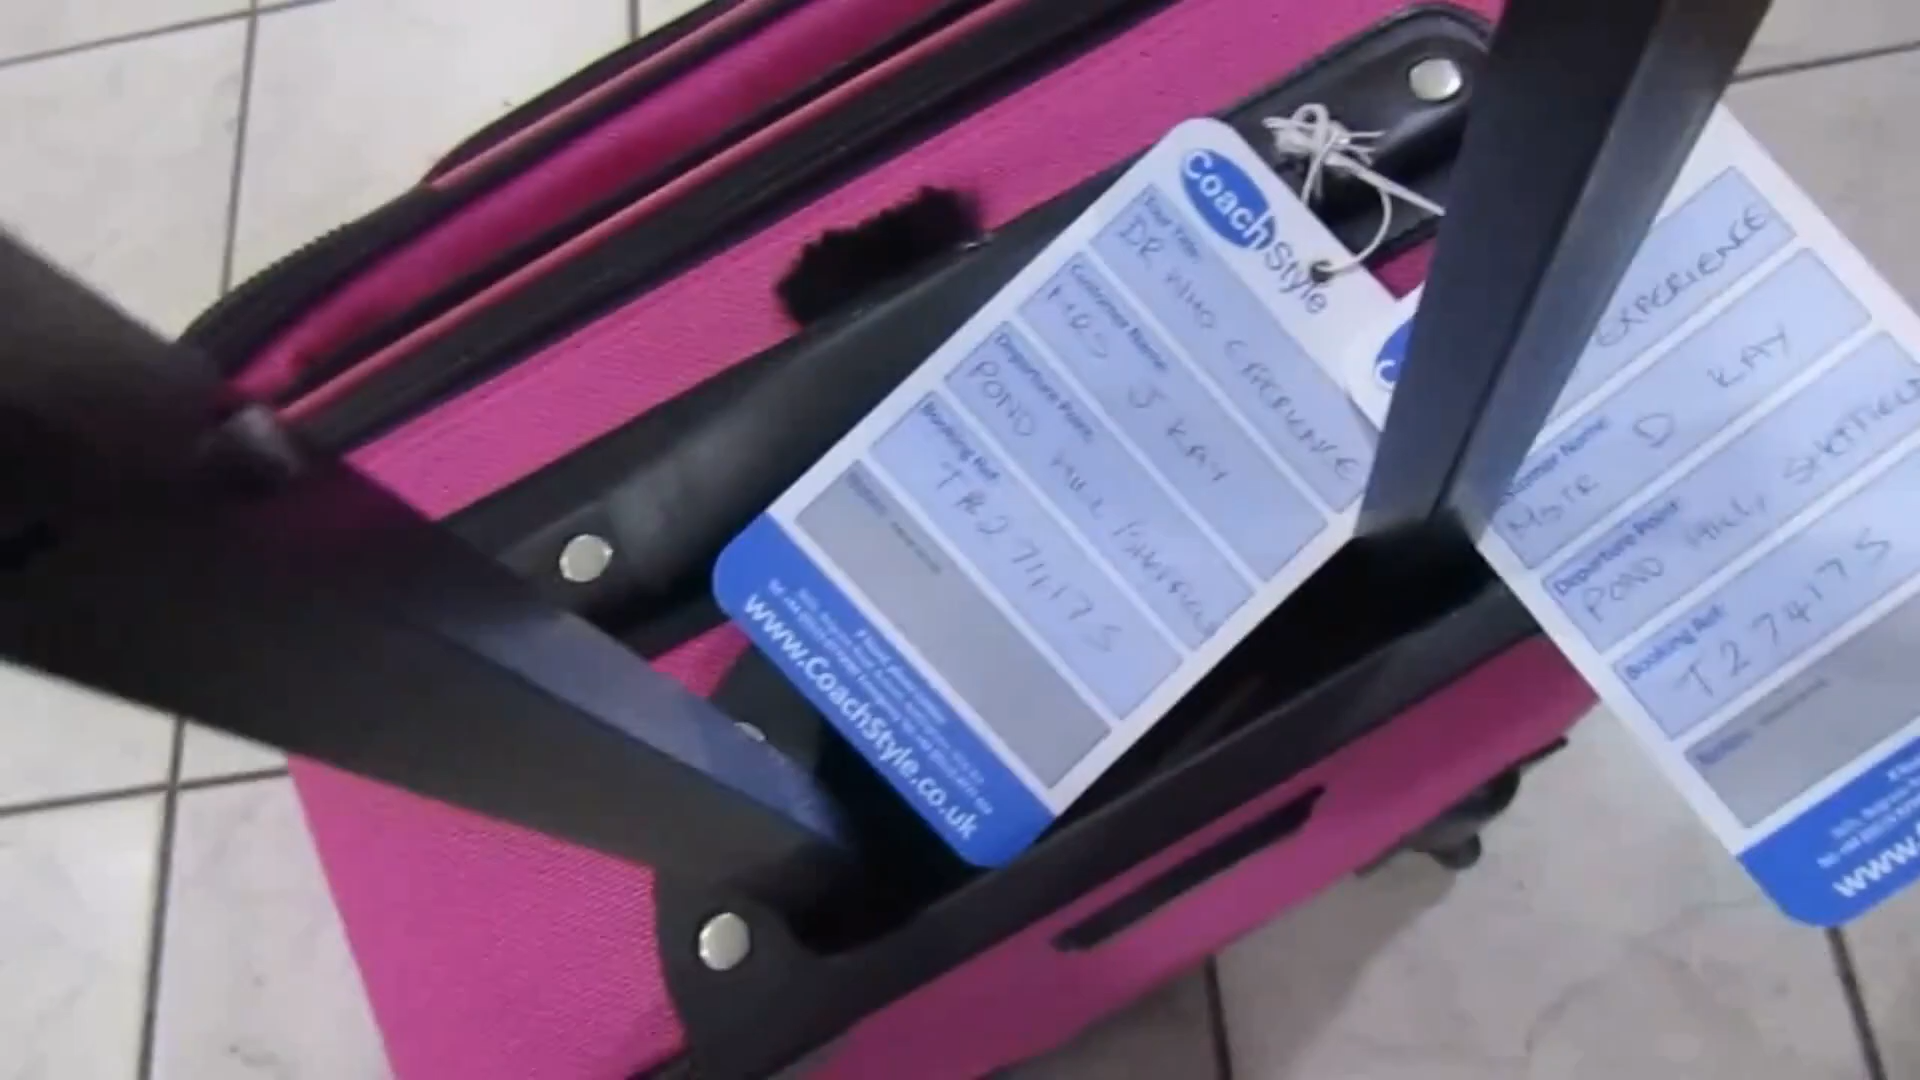 CoachStyle
Tour Title
DR WHO EXPERIENCE
Customer Name
MRS J KAY
Departure Point
POND HILL SHEFFIELD
Booking Ref:
T274175
www.CoachStyle.co.uk
EXPERIENCE
Customer Name
MSTR D KAY
Departure Point
POND HILL, SHEFFIELD
Booking Ref:
T274175
www.